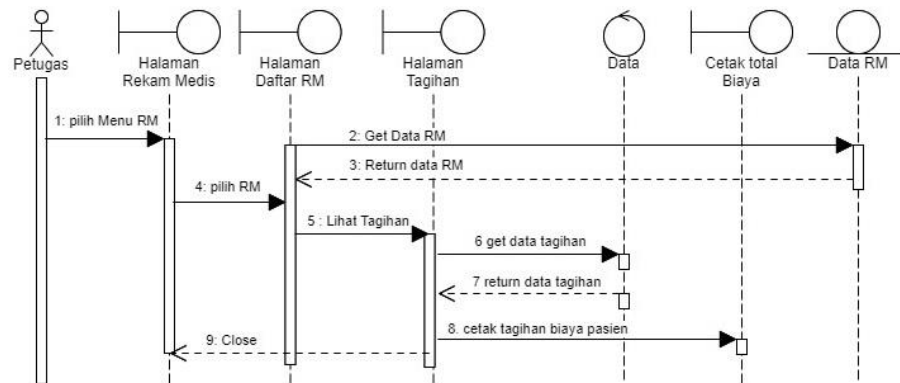 Petugas
Halaman
Rekam Medis
Halaman
Daftar RM
Halaman
Tagihan
Data
Cetak total
Biaya
Data RM
1: pilih Menu RM
2: Get Data RM
3: Return data RM
4: pilih RM
5 : Lihat Tagihan
6 get data tagihan
7 return data tagihan
8. cetak tagihan biaya pasien
9: Close